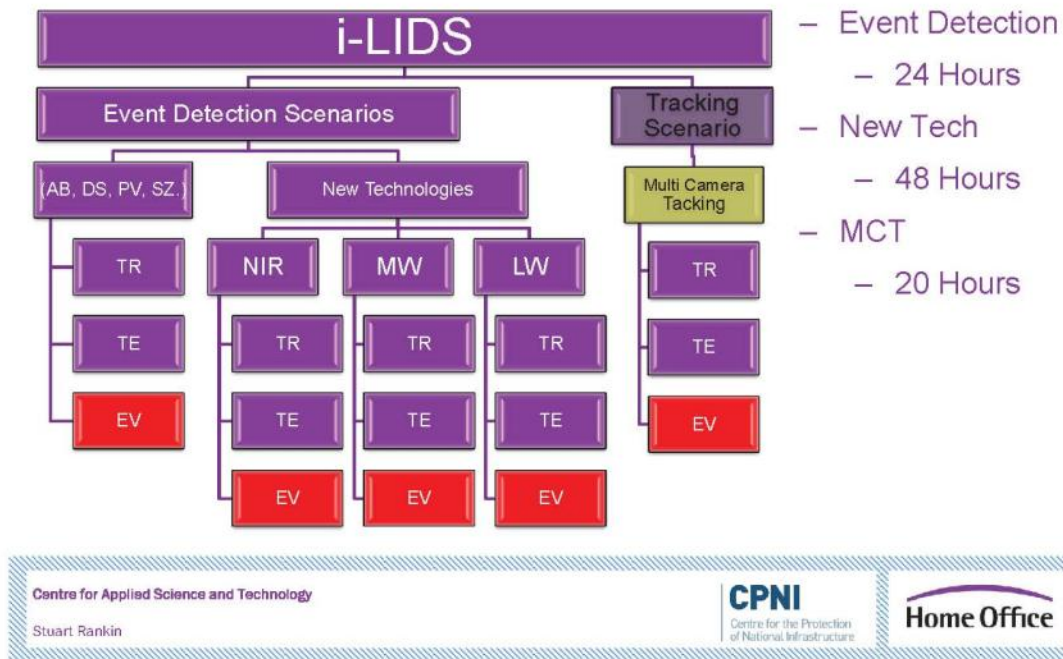 i-LIDS
Event Detection Scenarios
Tracking
Scenario
(AB, DS, PV, SZ.)
New Technologies
Multi Camera
Tacking
TR
TE
EV
NIR
MW
LW
TR
TR
TR
TE
TE
TE
EV
EV
EV
TR
TE
EV
– Event Detection
– 24 Hours
– New Tech
– 48 Hours
– MCT
– 20 Hours
Centre for Applied Science and Technology
Stuart Rankin
CPNI
Centre for the Protection
of National Infrastructure
Home Office